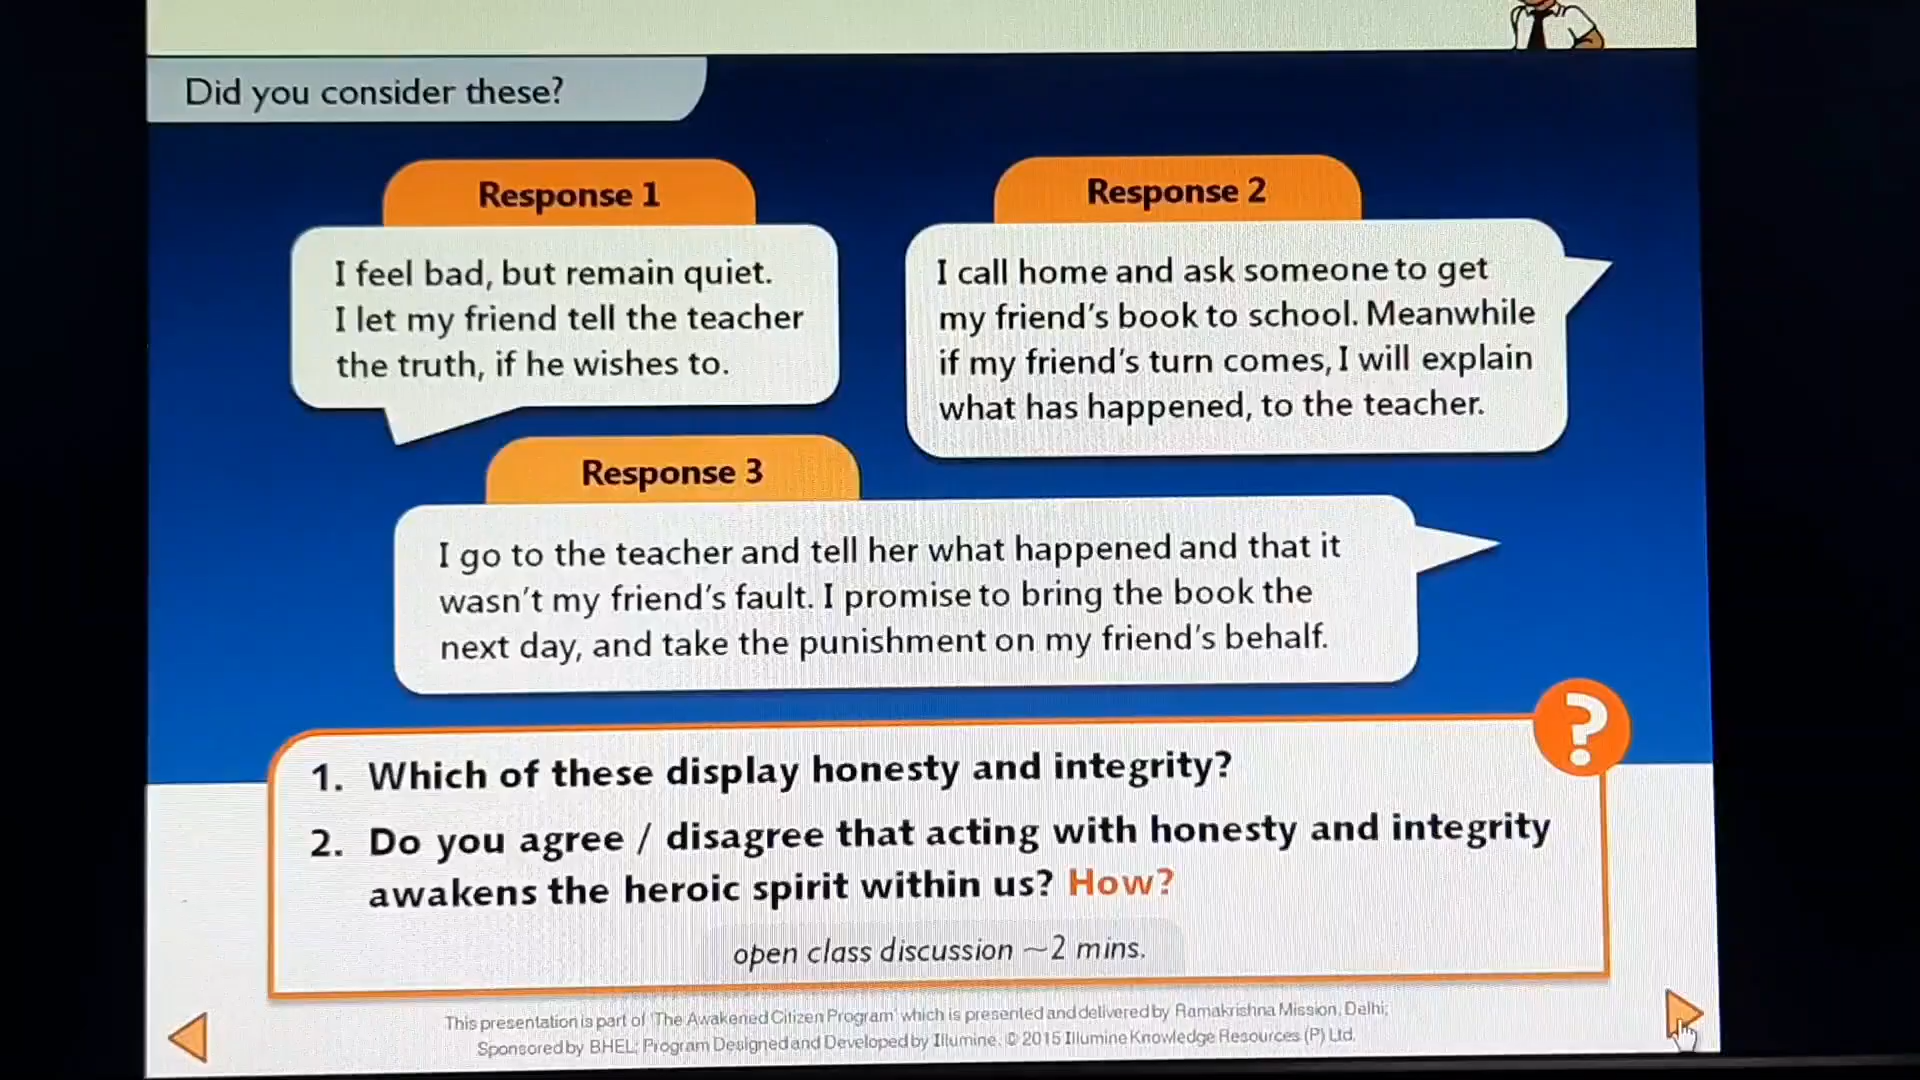 Did you consider these?
Response 1
I feel bad, but remain quiet.
I let my friend tell the teacher
the truth, if he wishes to.
Response 2
I call home and ask someone to get
my friend's book to school. Meanwhile
if my friend's turn comes, I will explain
what has happened, to the teacher.
Response 3
I go to the teacher and tell her what happened and that it
wasn't my friend's fault. I promise to bring the book the
next day, and take the punishment on my friend's behalf.
?
1. Which of these display honesty and integrity?
2. Do you agree / disagree that acting with honesty and integrity
awakens the heroic spirit within us? How?
open class discussion ~2 mins.
This presentation is part of 'The Awakened Citizen Program' which is presented and delivered by Ramakrishna Mission, Delhi;
Sponsored by BHEL; Program Designed and Developed by Illumine. © 2015 Illumine Knowledge Resources (P) Ltd.